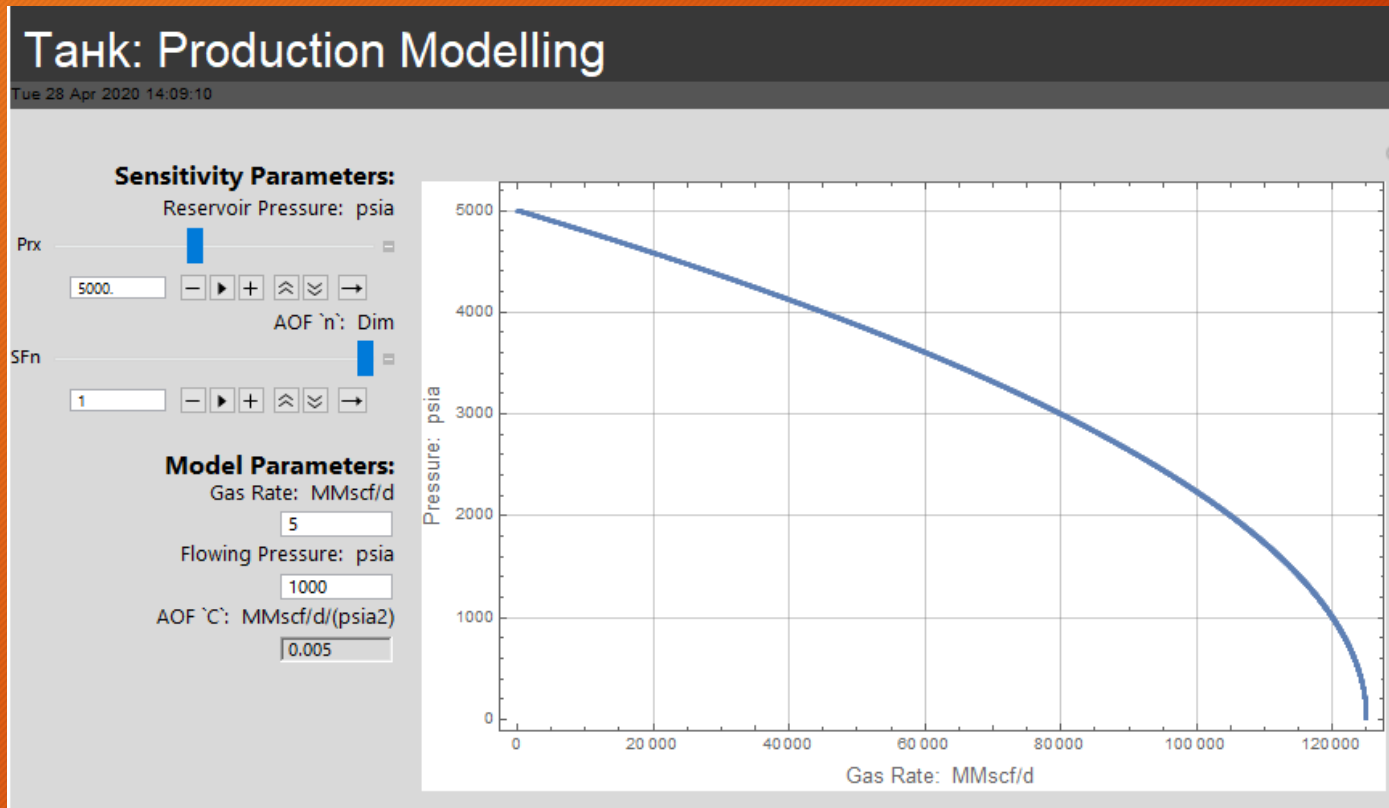 Танk: Production Modelling
Tue 28 Apr 2020 14:09:10
Sensitivity Parameters:
Reservoir Pressure: psia
Prx
5000.
AOF `n`: Dim
SFn
1
Model Parameters:
Gas Rate: MMscf/d
5
Flowing Pressure: psia
1000
AOF `C`: MMscf/d/(psia2)
0.005
5000
4000
3000
2000
1000
0
Pressure: psia
0 20 000 40 000 60 000 80 000 100 000 120 000
Gas Rate: MMscf/d